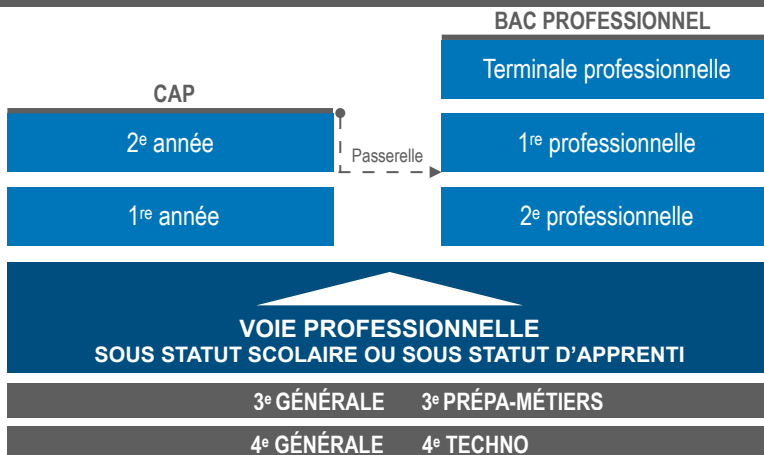 BAC PROFESSIONNEL
Terminale professionnelle
CAP
2e année
Passerelle
1re professionnelle
1re année
2e professionnelle
VOIE PROFESSIONNELLE
SOUS STATUT SCOLAIRE OU SOUS STATUT D'APPRENTI
3e GÉNÉRALE 3e PRÉPA-MÉTIERS
4e GÉNÉRALE 4e TECHNO